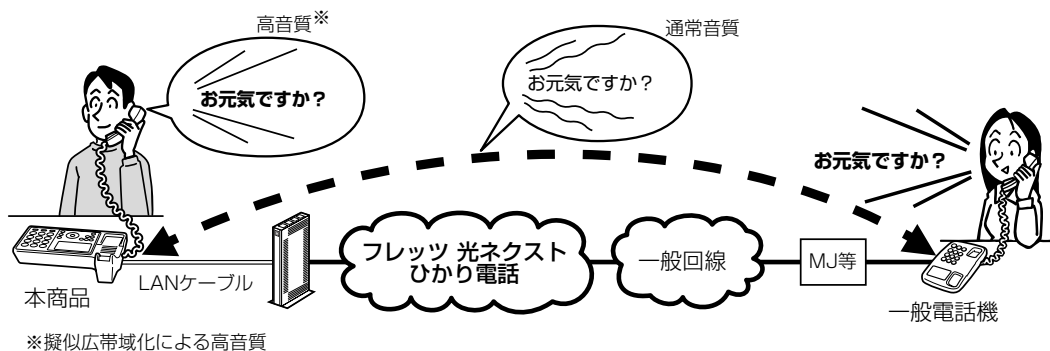 高音質※
通常音質
お元気ですか？
お元気ですか？
お元気ですか？
フレッツ 光ネクスト
ひかり電話
一般回線
MJ等
LANケーブル
本商品
一般電話機
※擬似広帯域化による高音質